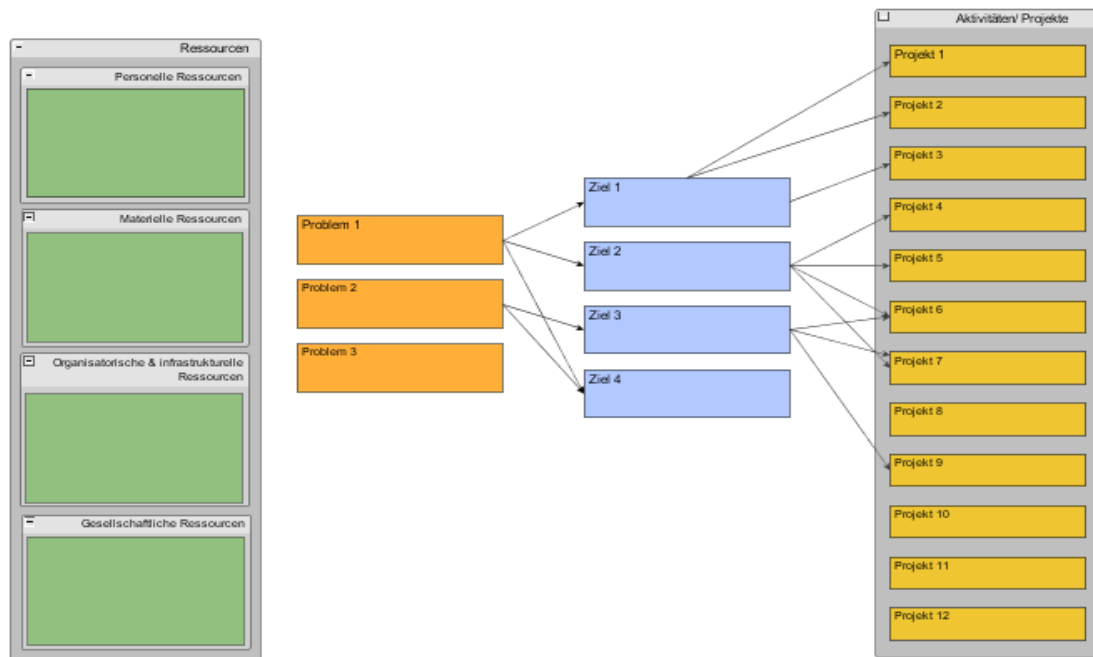 Ressourcen
Personelle Ressourcen
Materielle Ressourcen
Organisatorische & infrastrukturelle
Ressourcen
Gesellschaftliche Ressourcen
Problem 1
Problem 2
Problem 3
Ziel 1
Ziel 2
Ziel 3
Ziel 4
Aktivitäten/ Projekte
Projekt 1
Projekt 2
Projekt 3
Projekt 4
Projekt 5
Projekt 6
Projekt 7
Projekt 8
Projekt 9
Projekt 10
Projekt 11
Projekt 12